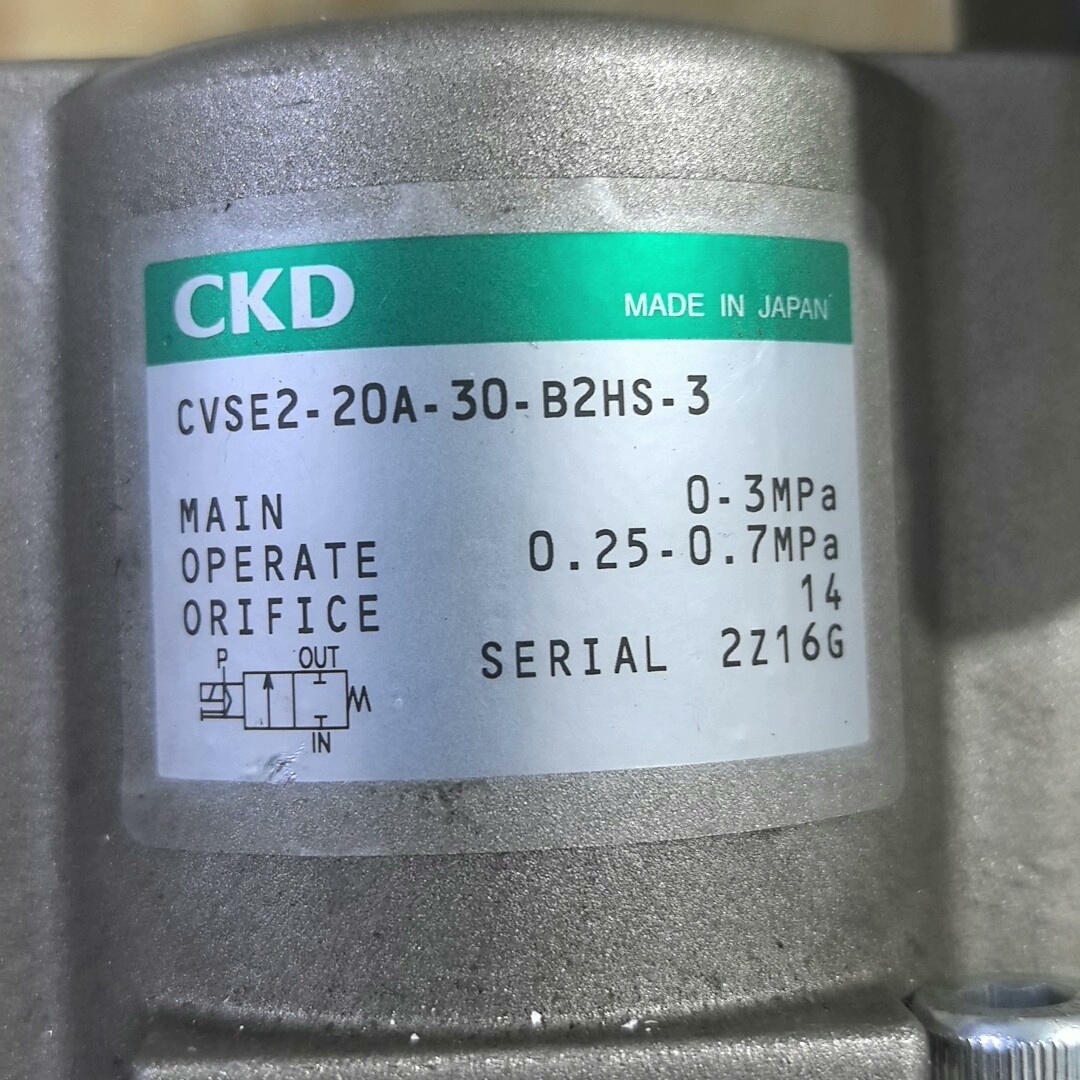 CKD MADE IN JAPAN
CVSE2-20A-30-B2HS-3
MAIN 0-3MPa
OPERATE 0.25-0.7MPa
ORIFICE 14
SERIAL 2Z16G
P OUT
IN